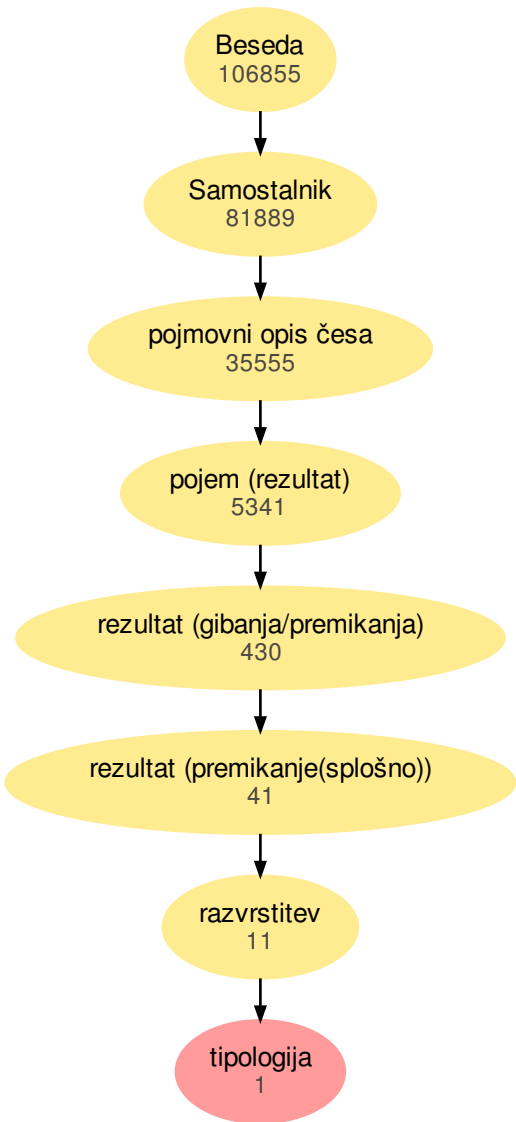 Beseda
106855
Samostalnik
81889
pojmovni opis česa
35555
pojem (rezultat)
5341
rezultat (gibanja/premikanja)
430
rezultat (premikanje(splošno))
41
razvrstitev
11
tipologija
1